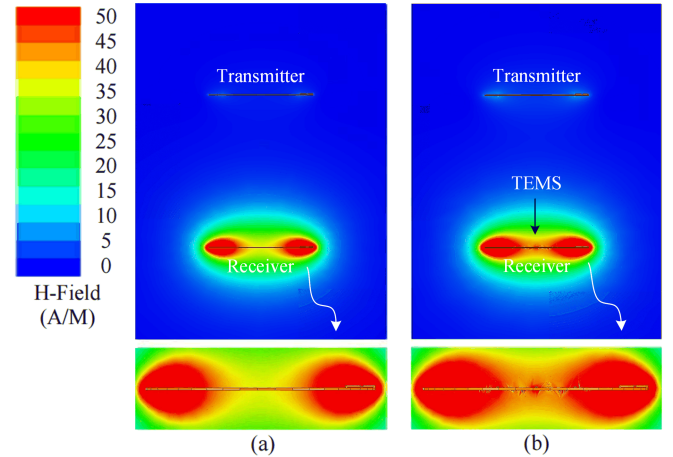 50
45
40
35
30
25
20
15
10
5
0
H-Field
(A/M)
Transmitter
Receiver
(a)
Transmitter
TEMS
Receiver
(b)